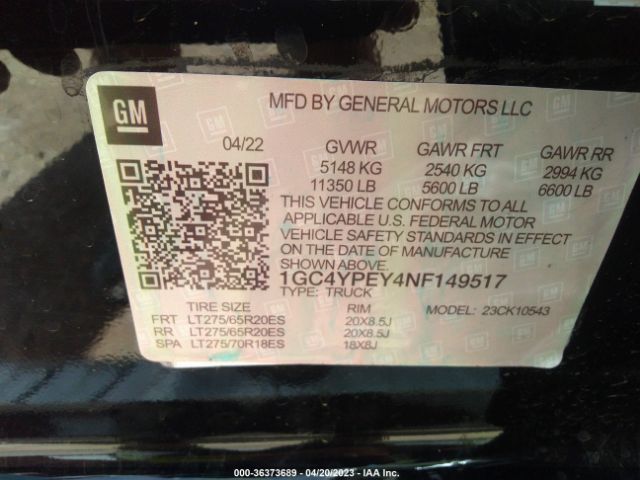 GM
MFD BY GENERAL MOTORS LLC
04/22 GVWR GAWR FRT GAWR RR
5148 KG 2540 KG 2994 KG
11350 LB 5600 LB 6600 LB
THIS VEHICLE CONFORMS TO ALL
APPLICABLE U.S. FEDERAL MOTOR
VEHICLE SAFETY STANDARDS IN EFFECT
ON THE DATE OF MANUFACTURE
SHOWN ABOVE.
1GC4YPEY4NF149517
TYPE: TRUCK
TIRE SIZE RIM MODEL: 23CK10543
FRT LT275/65R20ES 20X8.5J
RR LT275/65R20ES 20X8.5J
SPA LT275/70R18ES 18X8J
000-36373689 - 04/20/2023 - IAA Inc.